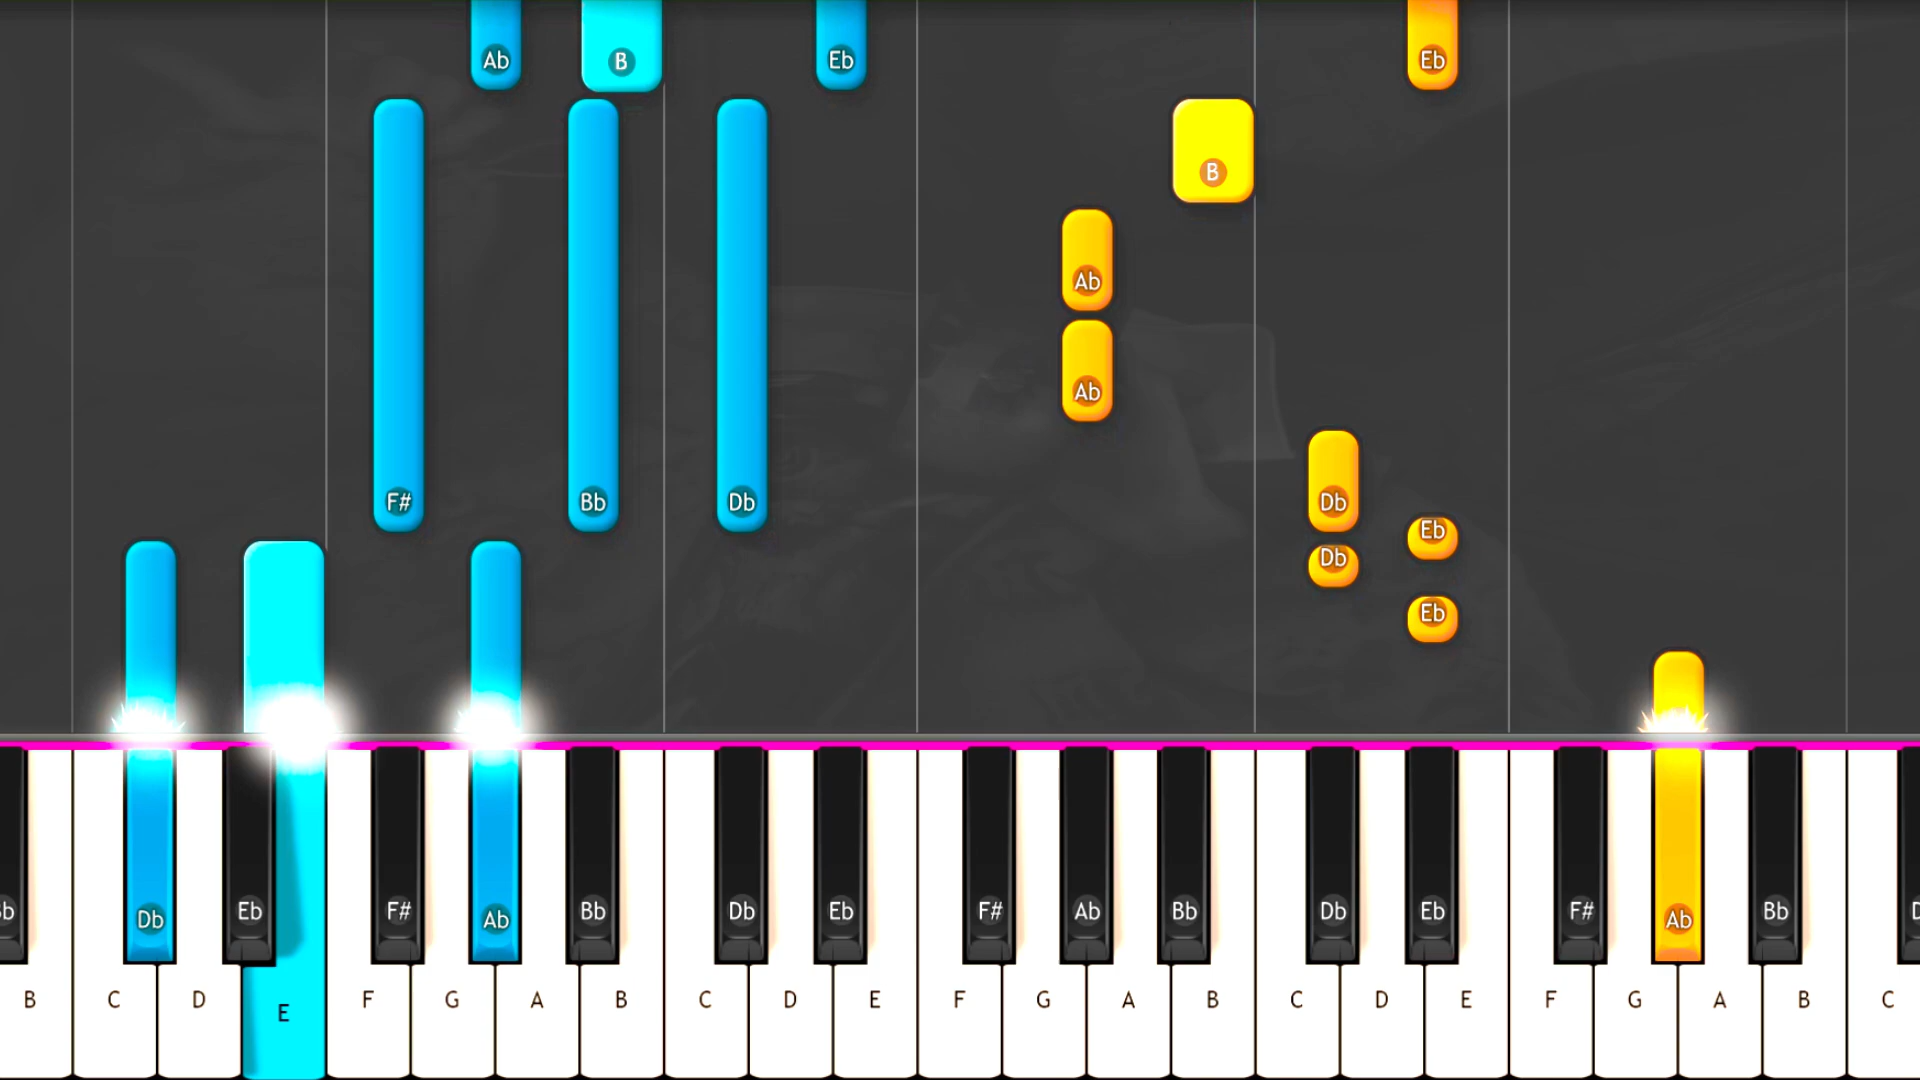 Ab B Eb Eb
B
Ab
Ab
F# Bb Db Db
Eb
Db
Eb
Eb F# Bb Db Eb F# Ab Bb Db Eb F# Bb
Db Ab Ab
B C D F G A B C D E F G A B C D E F G A B C
E